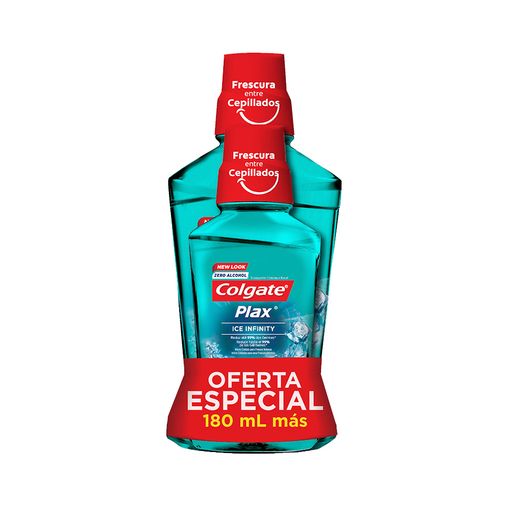 Frescura
entre
Cepillados
Frescura
entre
Cepillados
NEW LOOK
ZERO ALCOHOL
Colgate®
Plax®
ICE INFINITY
OFERTA
ESPECIAL
180 mL más